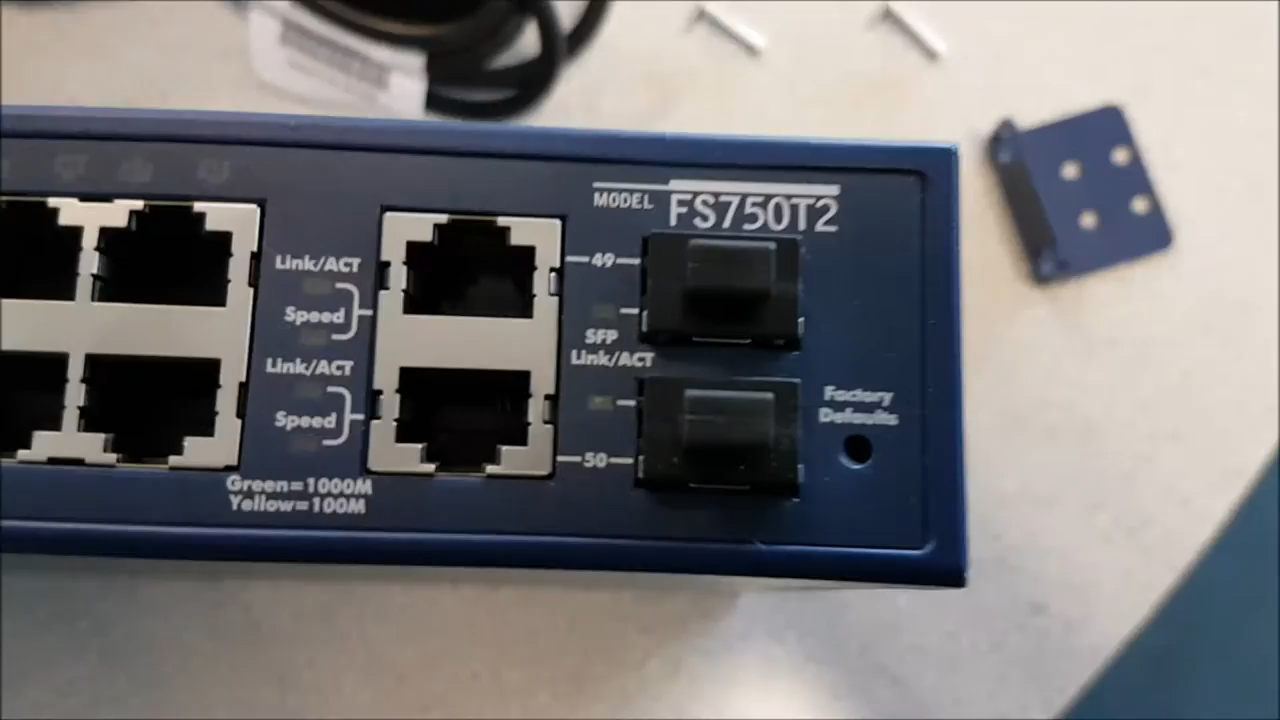 MODEL FS750T2
Link/ACT
Speed
Link/ACT
Speed
Green=1000M
Yellow=100M
49
SFP
Link/ACT
50
Factory
Defaults